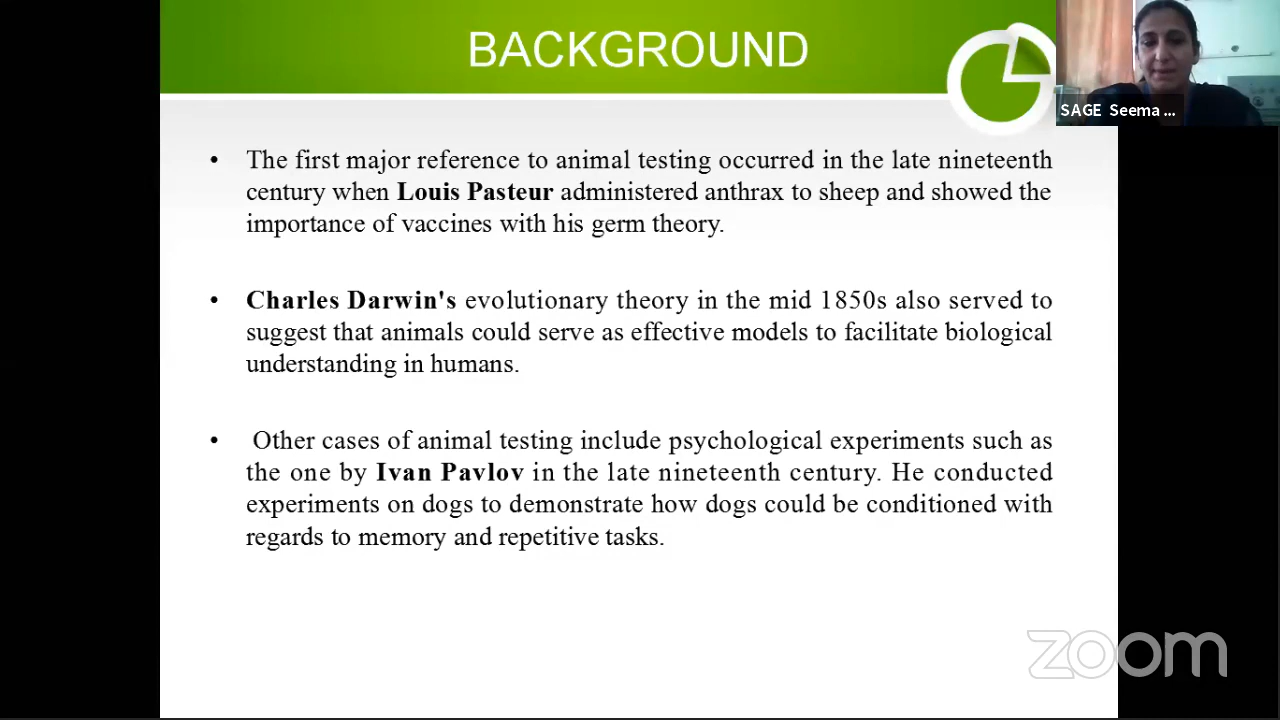 BACKGROUND
SAGE Seema ...
• The first major reference to animal testing occurred in the late nineteenth
century when Louis Pasteur administered anthrax to sheep and showed the
importance of vaccines with his germ theory.
• Charles Darwin's evolutionary theory in the mid 1850s also served to
suggest that animals could serve as effective models to facilitate biological
understanding in humans.
• Other cases of animal testing include psychological experiments such as
the one by Ivan Pavlov in the late nineteenth century. He conducted
experiments on dogs to demonstrate how dogs could be conditioned with
regards to memory and repetitive tasks.
zoom